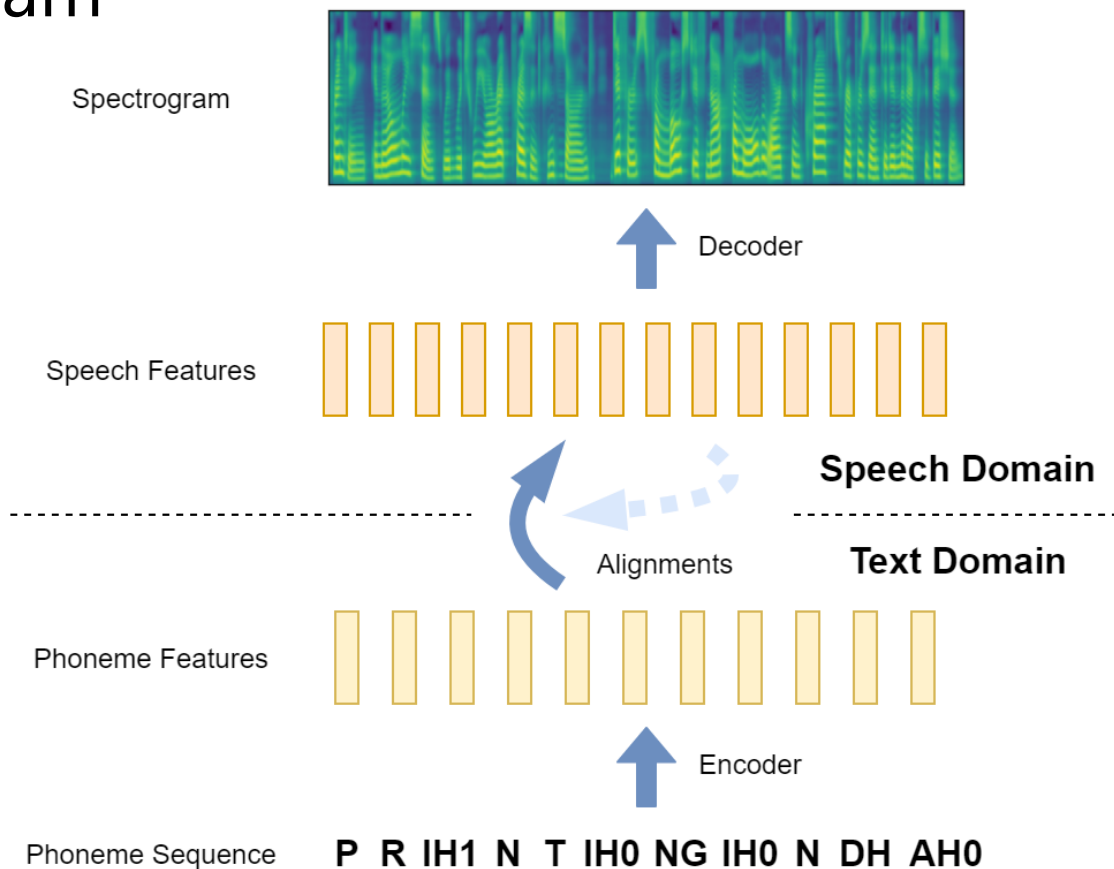 Spectrogram
Decoder
Speech Features
Speech Domain
Alignments
Text Domain
Phoneme Features
Encoder
Phoneme Sequence P R IH1 N T IH0 NG IH0 N DH AH0